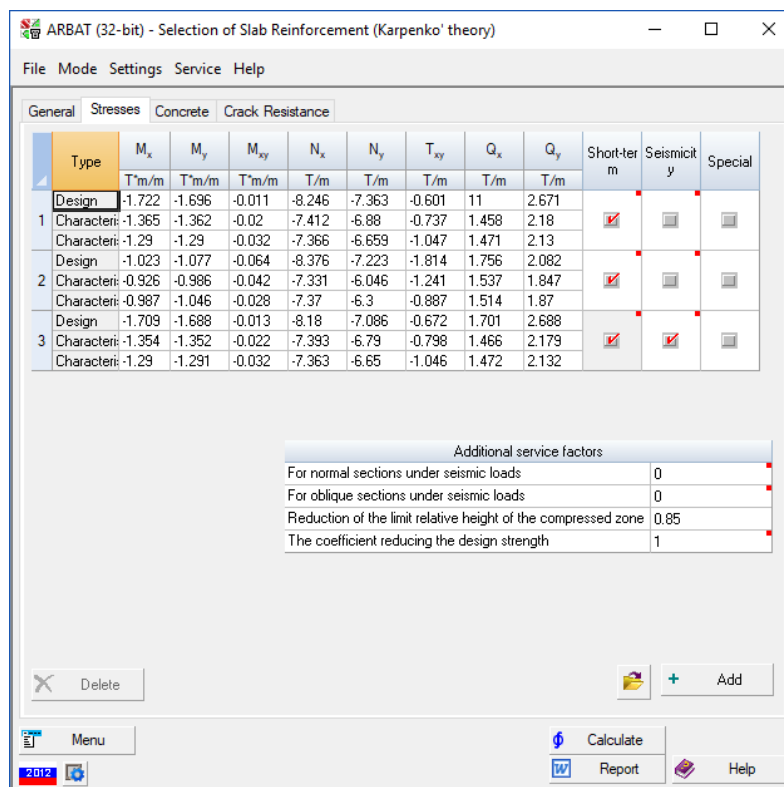 ARBAT (32-bit) - Selection of Slab Reinforcement (Karpenko' theory)
File Mode Settings Service Help
General Stresses Concrete Crack Resistance
Type Mx My Mxy Nx Ny Txy Qx Qy Short-ter m Seismicit y Special
T*m/m T*m/m T*m/m T/m T/m T/m T/m T/m
Design -1.722 -1.696 -0.011 -8.246 -7.363 -0.601 11 2.671
1 Characteri: -1.365 -1.362 -0.02 -7.412 -6.88 -0.737 1.458 2.18
Characteri: -1.29 -1.29 -0.032 -7.366 -6.659 -1.047 1.471 2.13
Design -1.023 -1.077 -0.064 -8.376 -7.223 -1.814 1.756 2.082
2 Characteri: -0.926 -0.986 -0.042 -7.331 -6.046 -1.241 1.537 1.847
Characteri: -0.987 -1.046 -0.028 -7.37 -6.3 -0.887 1.514 1.87
Design -1.709 -1.688 -0.013 -8.18 -7.086 -0.672 1.701 2.688
3 Characteri: -1.354 -1.352 -0.022 -7.393 -6.79 -0.798 1.466 2.179
Characteri: -1.29 -1.291 -0.032 -7.363 -6.65 -1.046 1.472 2.132
Additional service factors
For normal sections under seismic loads 0
For oblique sections under seismic loads 0
Reduction of the limit relative height of the compressed zone 0.85
The coefficient reducing the design strength 1
Delete + Add
Menu Calculate
2012 W Report Help